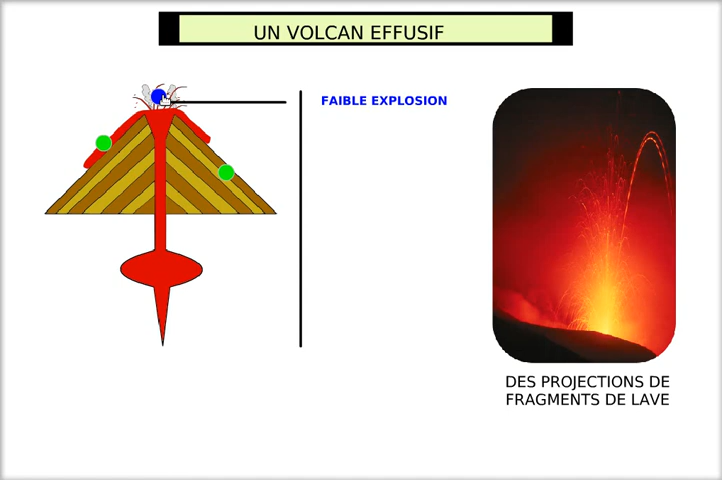 UN VOLCAN EFFUSIF
FAIBLE EXPLOSION
DES PROJECTIONS DE
FRAGMENTS DE LAVE